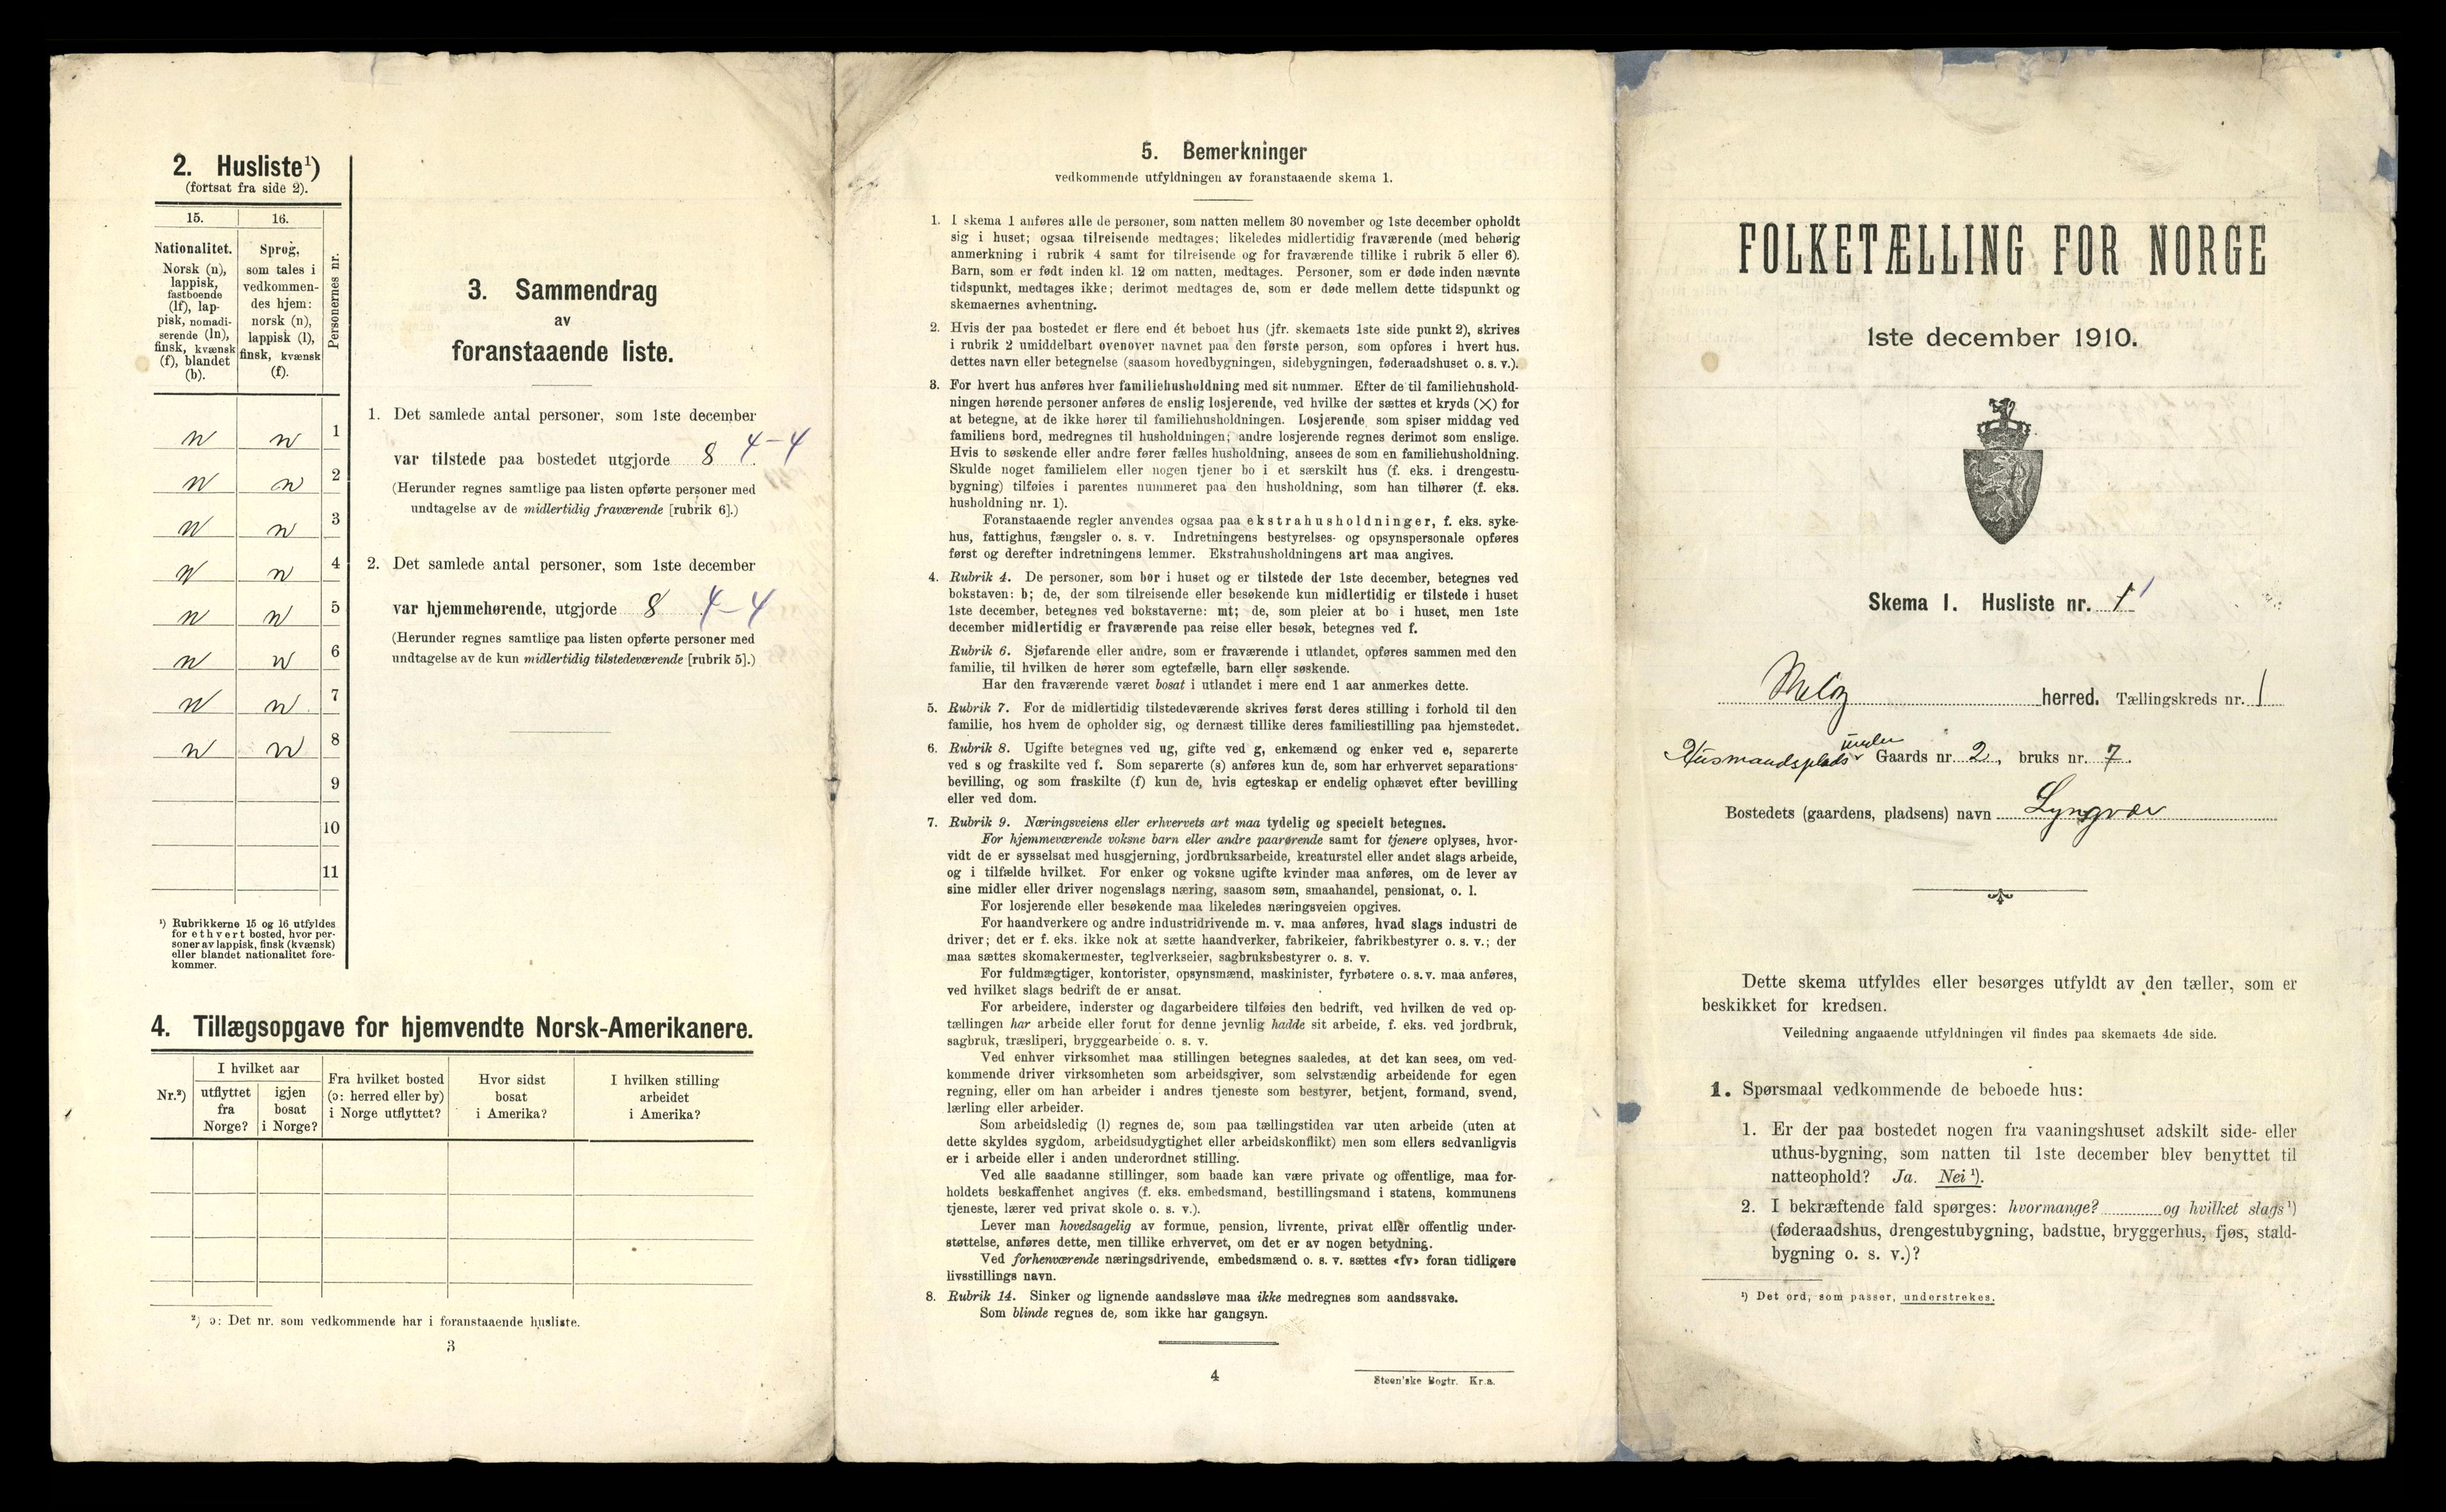 2. Husliste¹)
(fortsat fra side 2).
15.
16.
Personernes nr.
Nationalitet.
Norsk (n),
lappisk,
fastboende
(lf), lap-
pisk, nomadi-
serende (ln),
finsk, kvænsk
(f), blandet
(b).
Sprog,
som tales i
vedkommen-
des hjem:
norsk (n),
lappisk (l),
finsk, kvænsk
(f).
n n 1
n n 2
n n 3
n n 4
n n 5
n n 6
n n 7
n n 8
9
10
11
¹) Rubrikkerne 15 og 16 utfyldes
for ethvert bosted, hvor per-
soner av lappisk, finsk (kvænsk)
eller blandet nationalitet fore-
kommer.
3. Sammendrag
av
foranstaaende liste.
1. Det samlede antal personer, som 1ste december
var tilstede paa bostedet utgjorde 8 4-4
(Herunder regnes samtlige paa listen opførte personer med
undtagelse av de midlertidig fraværende [rubrik 6].)
2. Det samlede antal personer, som 1ste december
var hjemmehørende, utgjorde 8 4-4
(Herunder regnes samtlige paa listen opførte personer med
undtagelse av de kun midlertidig tilstedeværende [rubrik 5].)
4. Tillægsopgave for hjemvendte Norsk-Amerikanere.
Nr.²)
I hvilket aar
utflyttet
fra
Norge?
igjen
bosat
i Norge?
Fra hvilket bosted
(ɔ: herred eller by)
i Norge utflyttet?
Hvor sidst
bosat
i Amerika?
I hvilken stilling
arbeidet
i Amerika?
²) ɔ: Det nr. som vedkommende har i foranstaaende husliste.
3
5. Bemerkninger
vedkommende utfyldningen av foranstaaende skema 1.
1. I skema 1 anføres alle de personer, som natten mellem 30 november og 1ste december opholdt
sig i huset; ogsaa tilreisende medtages; likeledes midlertidig fraværende (med behørig
anmerkning i rubrik 4 samt for tilreisende og for fraværende tillike i rubrik 5 eller 6).
Barn, som er født inden kl. 12 om natten, medtages. Personer, som er døde inden nævnte
tidspunkt, medtages ikke; derimot medtages de, som er døde mellem dette tidspunkt og
skemaernes avhentning.
2. Hvis der paa bostedet er flere end ét beboet hus (jfr. skemaets 1ste side punkt 2), skrives
i rubrik 2 umiddelbart ovenover navnet paa den første person, som opføres i hvert hus.
dettes navn eller betegnelse (saasom hovedbygningen, sidebygningen, føderaadshuset o. s. v.).
3. For hvert hus anføres hver familiehusholdning med sit nummer. Efter de til familiehushold-
ningen hørende personer anføres de enslig losjerende, ved hvilke der sættes et kryds (×) for
at betegne, at de ikke hører til familiehusholdningen. Losjerende som spiser middag ved
familiens bord, medregnes til husholdningen; andre losjerende regnes derimot som enslige.
Hvis to søskende eller andre fører fælles husholdning, ansees de som en familiehusholdning.
Skulde noget familielem eller nogen tjener bo i et særskilt hus (f. eks. i drengestu-
bygning) tilføies i parentes nummeret paa den husholdning, som han tilhører (f. eks.
husholdning nr. 1).
Foranstaaende regler anvendes ogsaa paa ekstrahusholdninger, f. eks. syke-
hus, fattighus, fængsler o. s. v. Indretningens bestyrelses- og opsynspersonale opføres
først og derefter indretningens lemmer. Ekstrahusholdningens art maa angives.
4. Rubrik 4. De personer, som bør i huset og er tilstede der 1ste december, betegnes ved
bokstaven: b; de, der som tilreisende eller besøkende kun midlertidig er tilstede i huset
1ste december, betegnes ved bokstaverne: mt; de, som pleier at bo i huset, men 1ste
december midlertidig er fraværende paa reise eller besøk, betegnes ved f.
Rubrik 6. Sjøfarende eller andre, som er fraværende i utlandet, opføres sammen med den
familie, til hvilken de hører som egtefælle, barn eller søskende.
Har den fraværende været bosat i utlandet i mere end 1 aar anmerkes dette.
5. Rubrik 7. For de midlertidig tilstedeværende skrives først deres stilling i forhold til den
familie, hos hvem de opholder sig, og dernæst tillike deres familiestilling paa hjemstedet.
6. Rubrik 8. Ugifte betegnes ved ug, gifte ved g, enkemænd og enker ved e, separerte
ved s og fraskilte ved f. Som separerte (s) anføres kun de, som har erhvervet separations-
bevilling, og som fraskilte (f) kun de, hvis egteskap er endelig ophævet efter bevilling
eller ved dom.
7. Rubrik 9. Næringsveiens eller erhvervets art maa tydelig og specielt betegnes.
For hjemmeværende voksne barn eller andre paarørende samt for tjenere oplyses, hvor-
vidt de er sysselsat med husgjerning, jordbruksarbeide, kreaturstel eller andet slags arbeide,
og i tilfælde hvilket. For enker og voksne ugifte kvinder maa anføres, om de lever av
sine midler eller driver nogenslags næring, saasom søm, smaahandel, pensionat, o. l.
For losjerende eller besøkende maa likeledes næringsveien opgives.
For haandverkere og andre industridrivende m. v. maa anføres, hvad slags industri de
driver; det er f. eks. ikke nok at sætte haandverker, fabrikeier, fabrikbestyrer o. s. v.; der
maa sættes skomakermester, teglverkseier, sagbruksbestyrer o. s. v.
For fuldmægtiger, kontorister, opsynsmænd, maskinister, fyrbøtere o. s. v. maa anføres,
ved hvilket slags bedrift de er ansat.
For arbeidere, inderster og dagarbeidere tilføies den bedrift, ved hvilken de ved op-
tællingen har arbeide eller forut for denne jevnlig hadde sit arbeide, f. eks. ved jordbruk,
sagbruk, træsliperi, bryggearbeide o. s. v.
Ved enhver virksomhet maa stillingen betegnes saaledes, at det kan sees, om ved-
kommende driver virksomheten som arbeidsgiver, som selvstændig arbeidende for egen
regning, eller om han arbeider i andres tjeneste som bestyrer, betjent, formand, svend,
lærling eller arbeider.
Som arbeidsledig (l) regnes de, som paa tællingstiden var uten arbeide (uten at
dette skyldes sygdom, arbeidsudygtighet eller arbeidskonflikt) men som ellers sedvanligvis
er i arbeide eller i anden underordnet stilling.
Ved alle saadanne stillinger, som baade kan være private og offentlige, maa for-
holdets beskaffenhet angives (f. eks. embedsmand, bestillingsmand i statens, kommunens
tjeneste, lærer ved privat skole o. s. v.).
Lever man hovedsagelig av formue, pension, livrente, privat eller offentlig under-
støttelse, anføres dette, men tillike erhvervet, om det er av nogen betydning.
Ved forhenværende næringsdrivende, embedsmænd o. s. v. sættes «fv» foran tidligere
livsstillings navn.
8. Rubrik 14. Sinker og lignende aandssløve maa ikke medregnes som aandssvake.
Som blinde regnes de, som ikke har gangsyn.
4
Steen'ske Bogtr. Kr.a.
FOLKETÆLLING FOR NORGE
1ste december 1910.
Skema 1. Husliste nr. 1
Meløy herred. Tællingskreds nr. 1
Husmandsplads under Gaards nr. 2, bruks nr. 7.
Bostedets (gaardens, pladsens) navn Lyngvær
Dette skema utfyldes eller besørges utfyldt av den tæller, som er
beskikket for kredsen.
Veiledning angaaende utfyldningen vil findes paa skemaets 4de side.
1. Spørsmaal vedkommende de beboede hus:
1. Er der paa bostedet nogen fra vaaningshuset adskilt side- eller
uthus-bygning, som natten til 1ste december blev benyttet til
natteophold? Ja. Nei ¹).
2. I bekræftende fald spørges: hvormange? og hvilket slags ¹)
(føderaadshus, drengestubygning, badstue, bryggerhus, fjøs, stald-
bygning o. s. v.)?
¹) Det ord, som passer, understrekes.